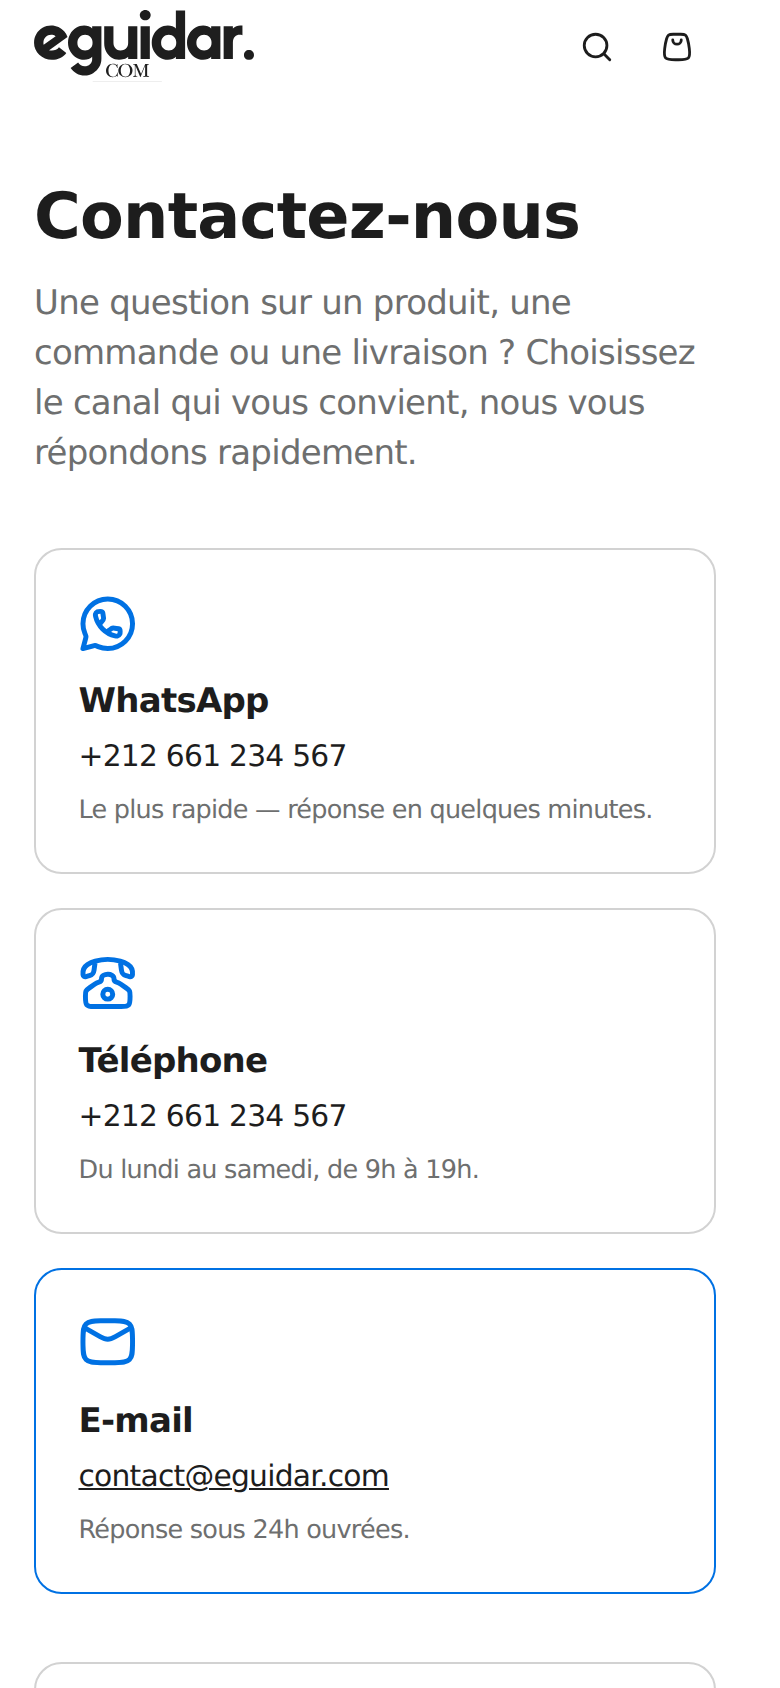 eguidar.
COM
Contactez-nous
Une question sur un produit, une
commande ou une livraison ? Choisissez
le canal qui vous convient, nous vous
répondons rapidement.
WhatsApp
+212 661 234 567
Le plus rapide — réponse en quelques minutes.
Téléphone
+212 661 234 567
Du lundi au samedi, de 9h à 19h.
E-mail
contact@eguidar.com
Réponse sous 24h ouvrées.